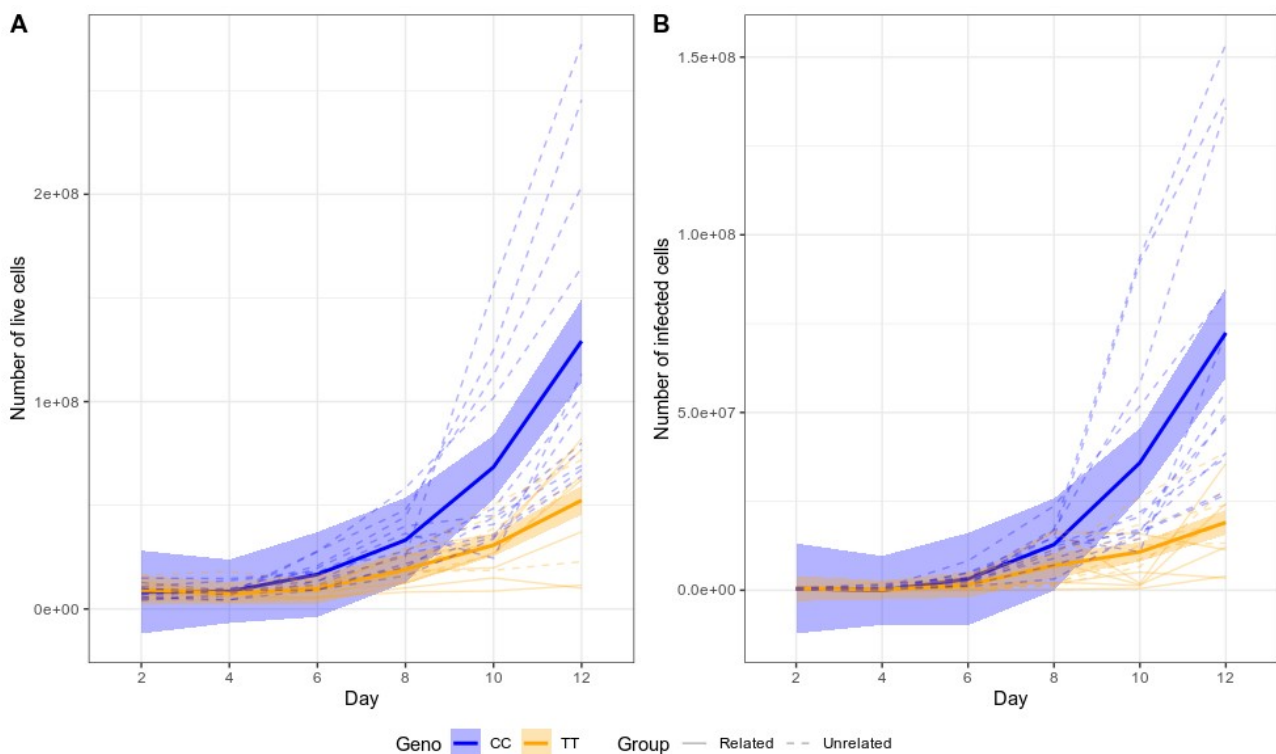 A
Number of live cells
2e+08
1e+08
0e+00
2 4 6 8 10 12
Day
B
Number of infected cells
1.5e+08
1.0e+08
5.0e+07
0.0e+00
2 4 6 8 10 12
Day
Geno CC TT Group Related Unrelated